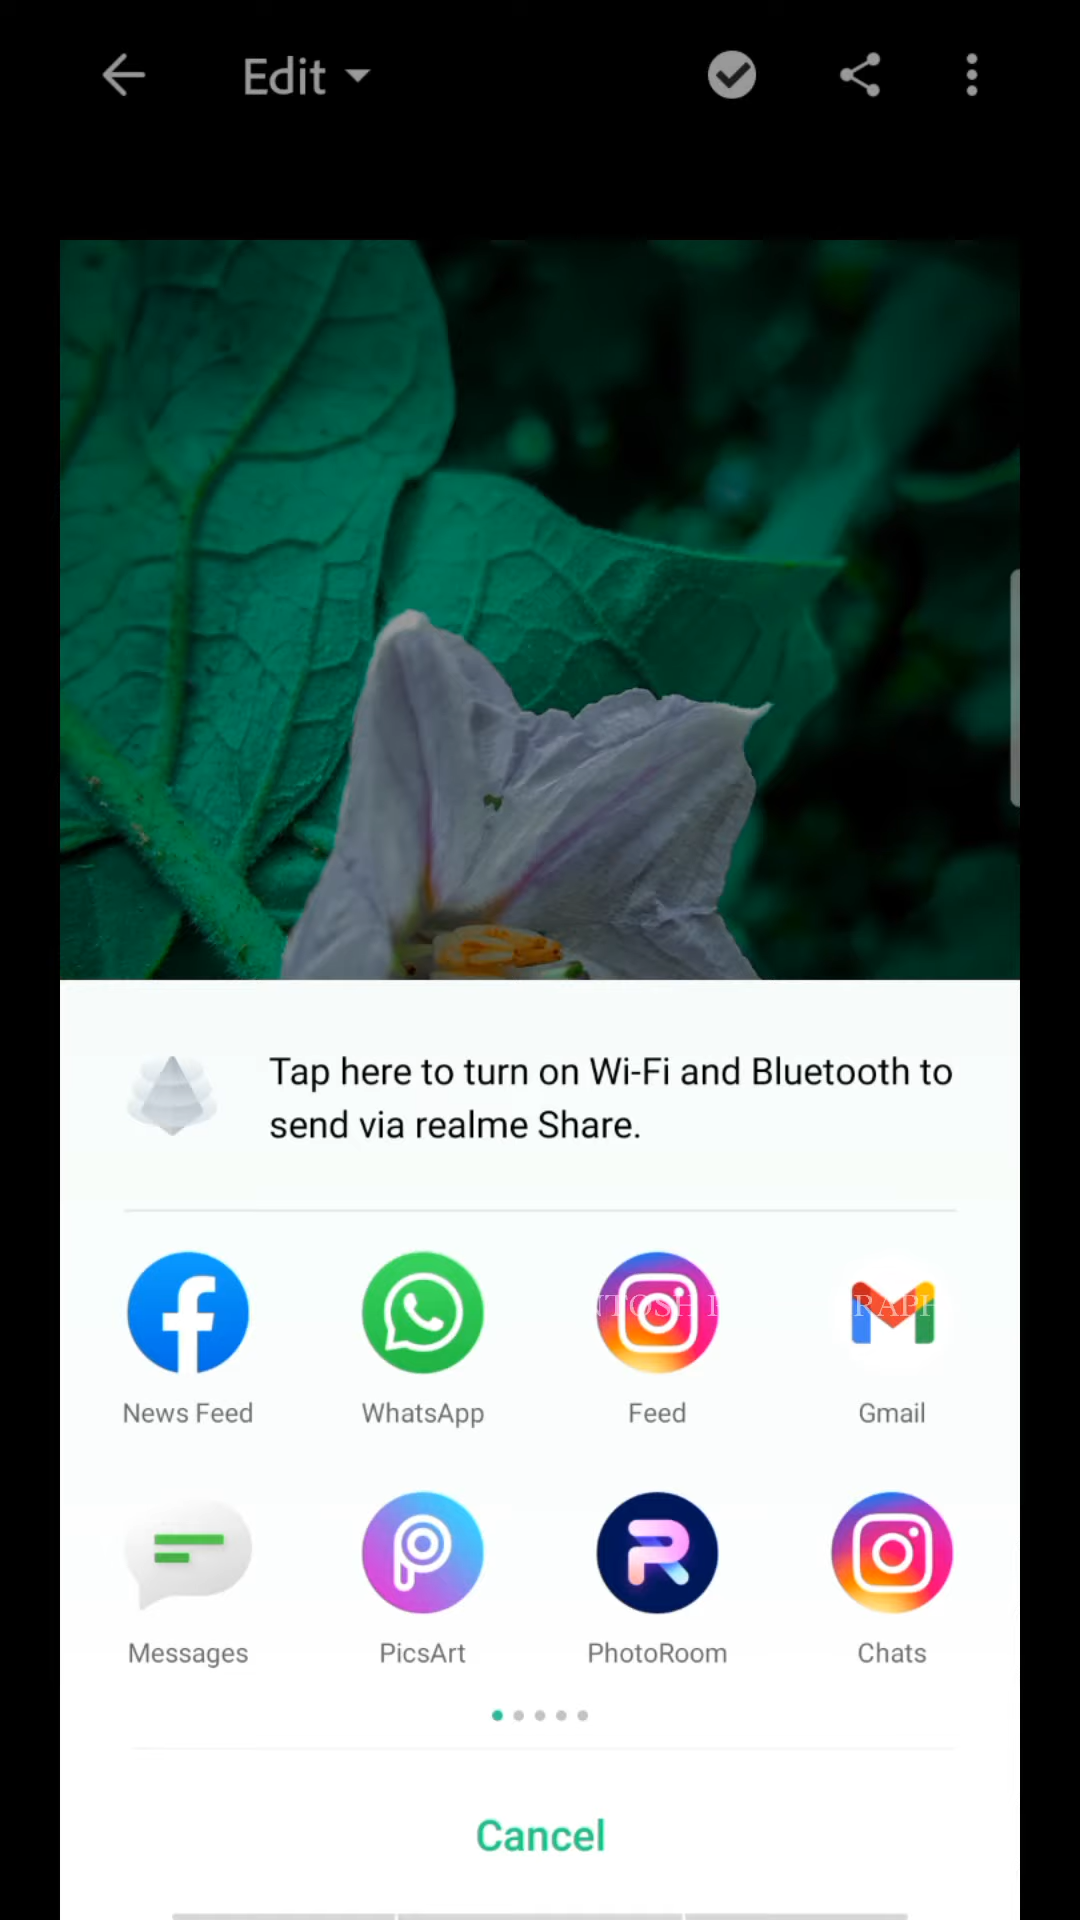 Edit
Tap here to turn on Wi-Fi and Bluetooth to
send via realme Share.
News Feed
WhatsApp
Feed
Gmail
Messages
PicsArt
PhotoRoom
Chats
Cancel